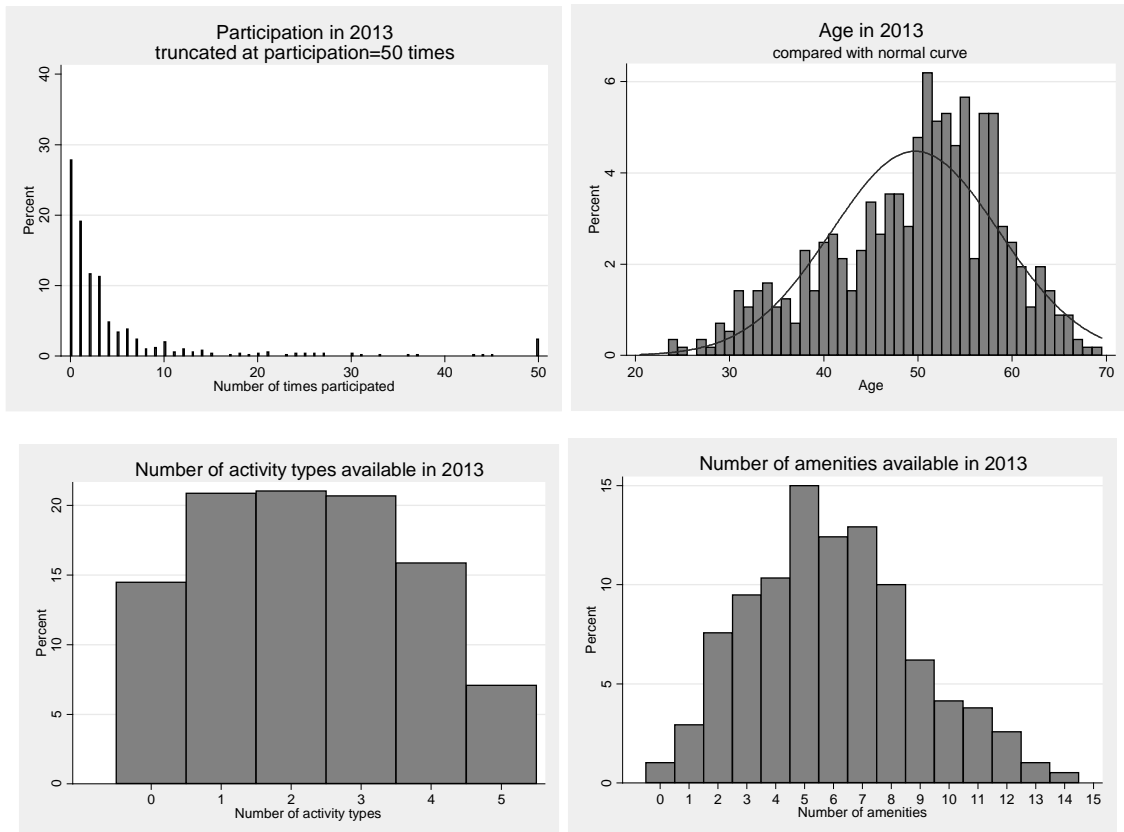 Participation in 2013
truncated at participation=50 times
Percent
40
30
20
10
0
0 10 20 30 40 50
Number of times participated
Age in 2013
compared with normal curve
Percent
6
4
2
0
20 30 40 50 60 70
Age
Number of activity types available in 2013
Percent
20
15
10
5
0
0 1 2 3 4 5
Number of activity types
Number of amenities available in 2013
Percent
15
10
5
0
0 1 2 3 4 5 6 7 8 9 10 11 12 13 14 15
Number of amenities